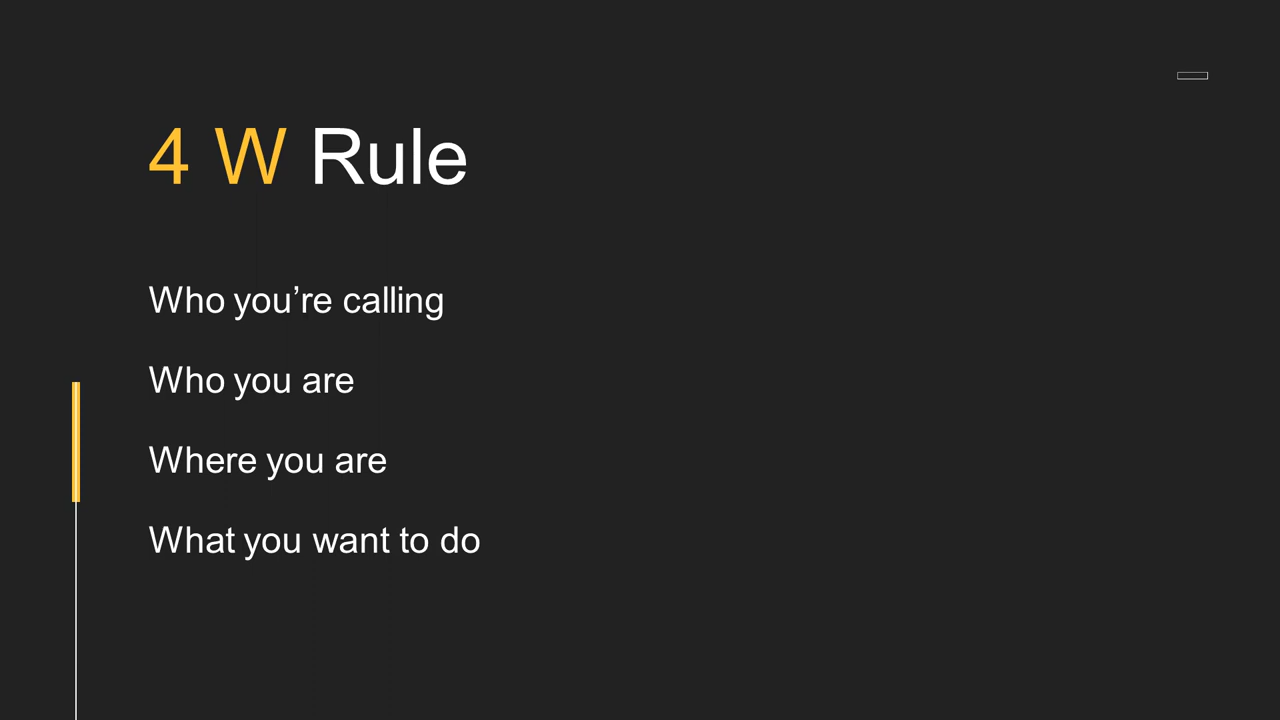 4 W Rule
Who you’re calling
Who you are
Where you are
What you want to do